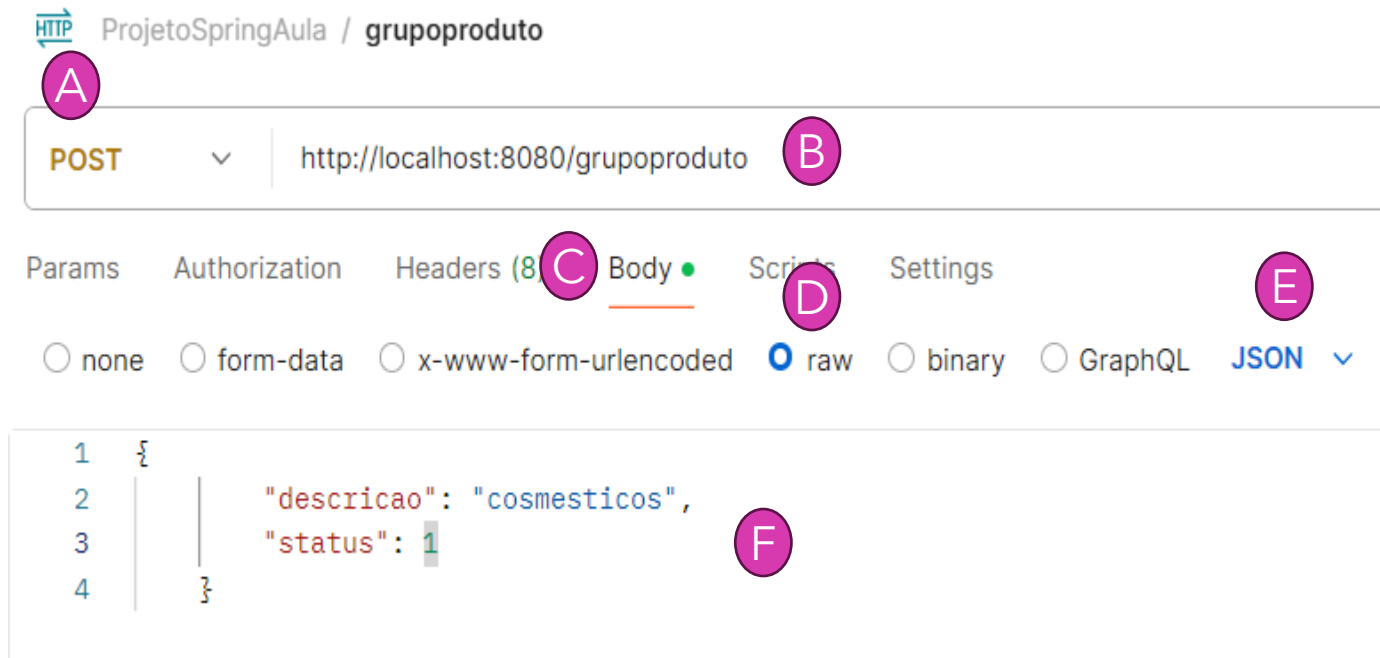 HTTP ProjetoSpringAula / grupoproduto
A
POST http://localhost:8080/grupoproduto B
Params Authorization Headers (8) C Body Scripts Settings
D E
none form-data x-www-form-urlencoded raw binary GraphQL JSON
1 {
2 "descricao": "cosmesticos",
3 "status": 1
F
4 }